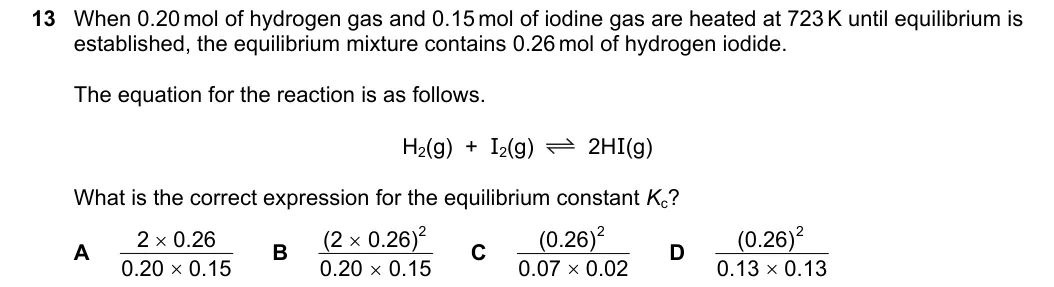 13 When 0.20 mol of hydrogen gas and 0.15 mol of iodine gas are heated at 723 K until equilibrium is
established, the equilibrium mixture contains 0.26 mol of hydrogen iodide.
The equation for the reaction is as follows.
H₂(g) + I₂(g) ⇌ 2HI(g)
What is the correct expression for the equilibrium constant Kc?
A (2 × 0.26)/(0.20 × 0.15) B (2 × 0.26)²/(0.20 × 0.15) C (0.26)²/(0.07 × 0.02) D (0.26)²/(0.13 × 0.13)